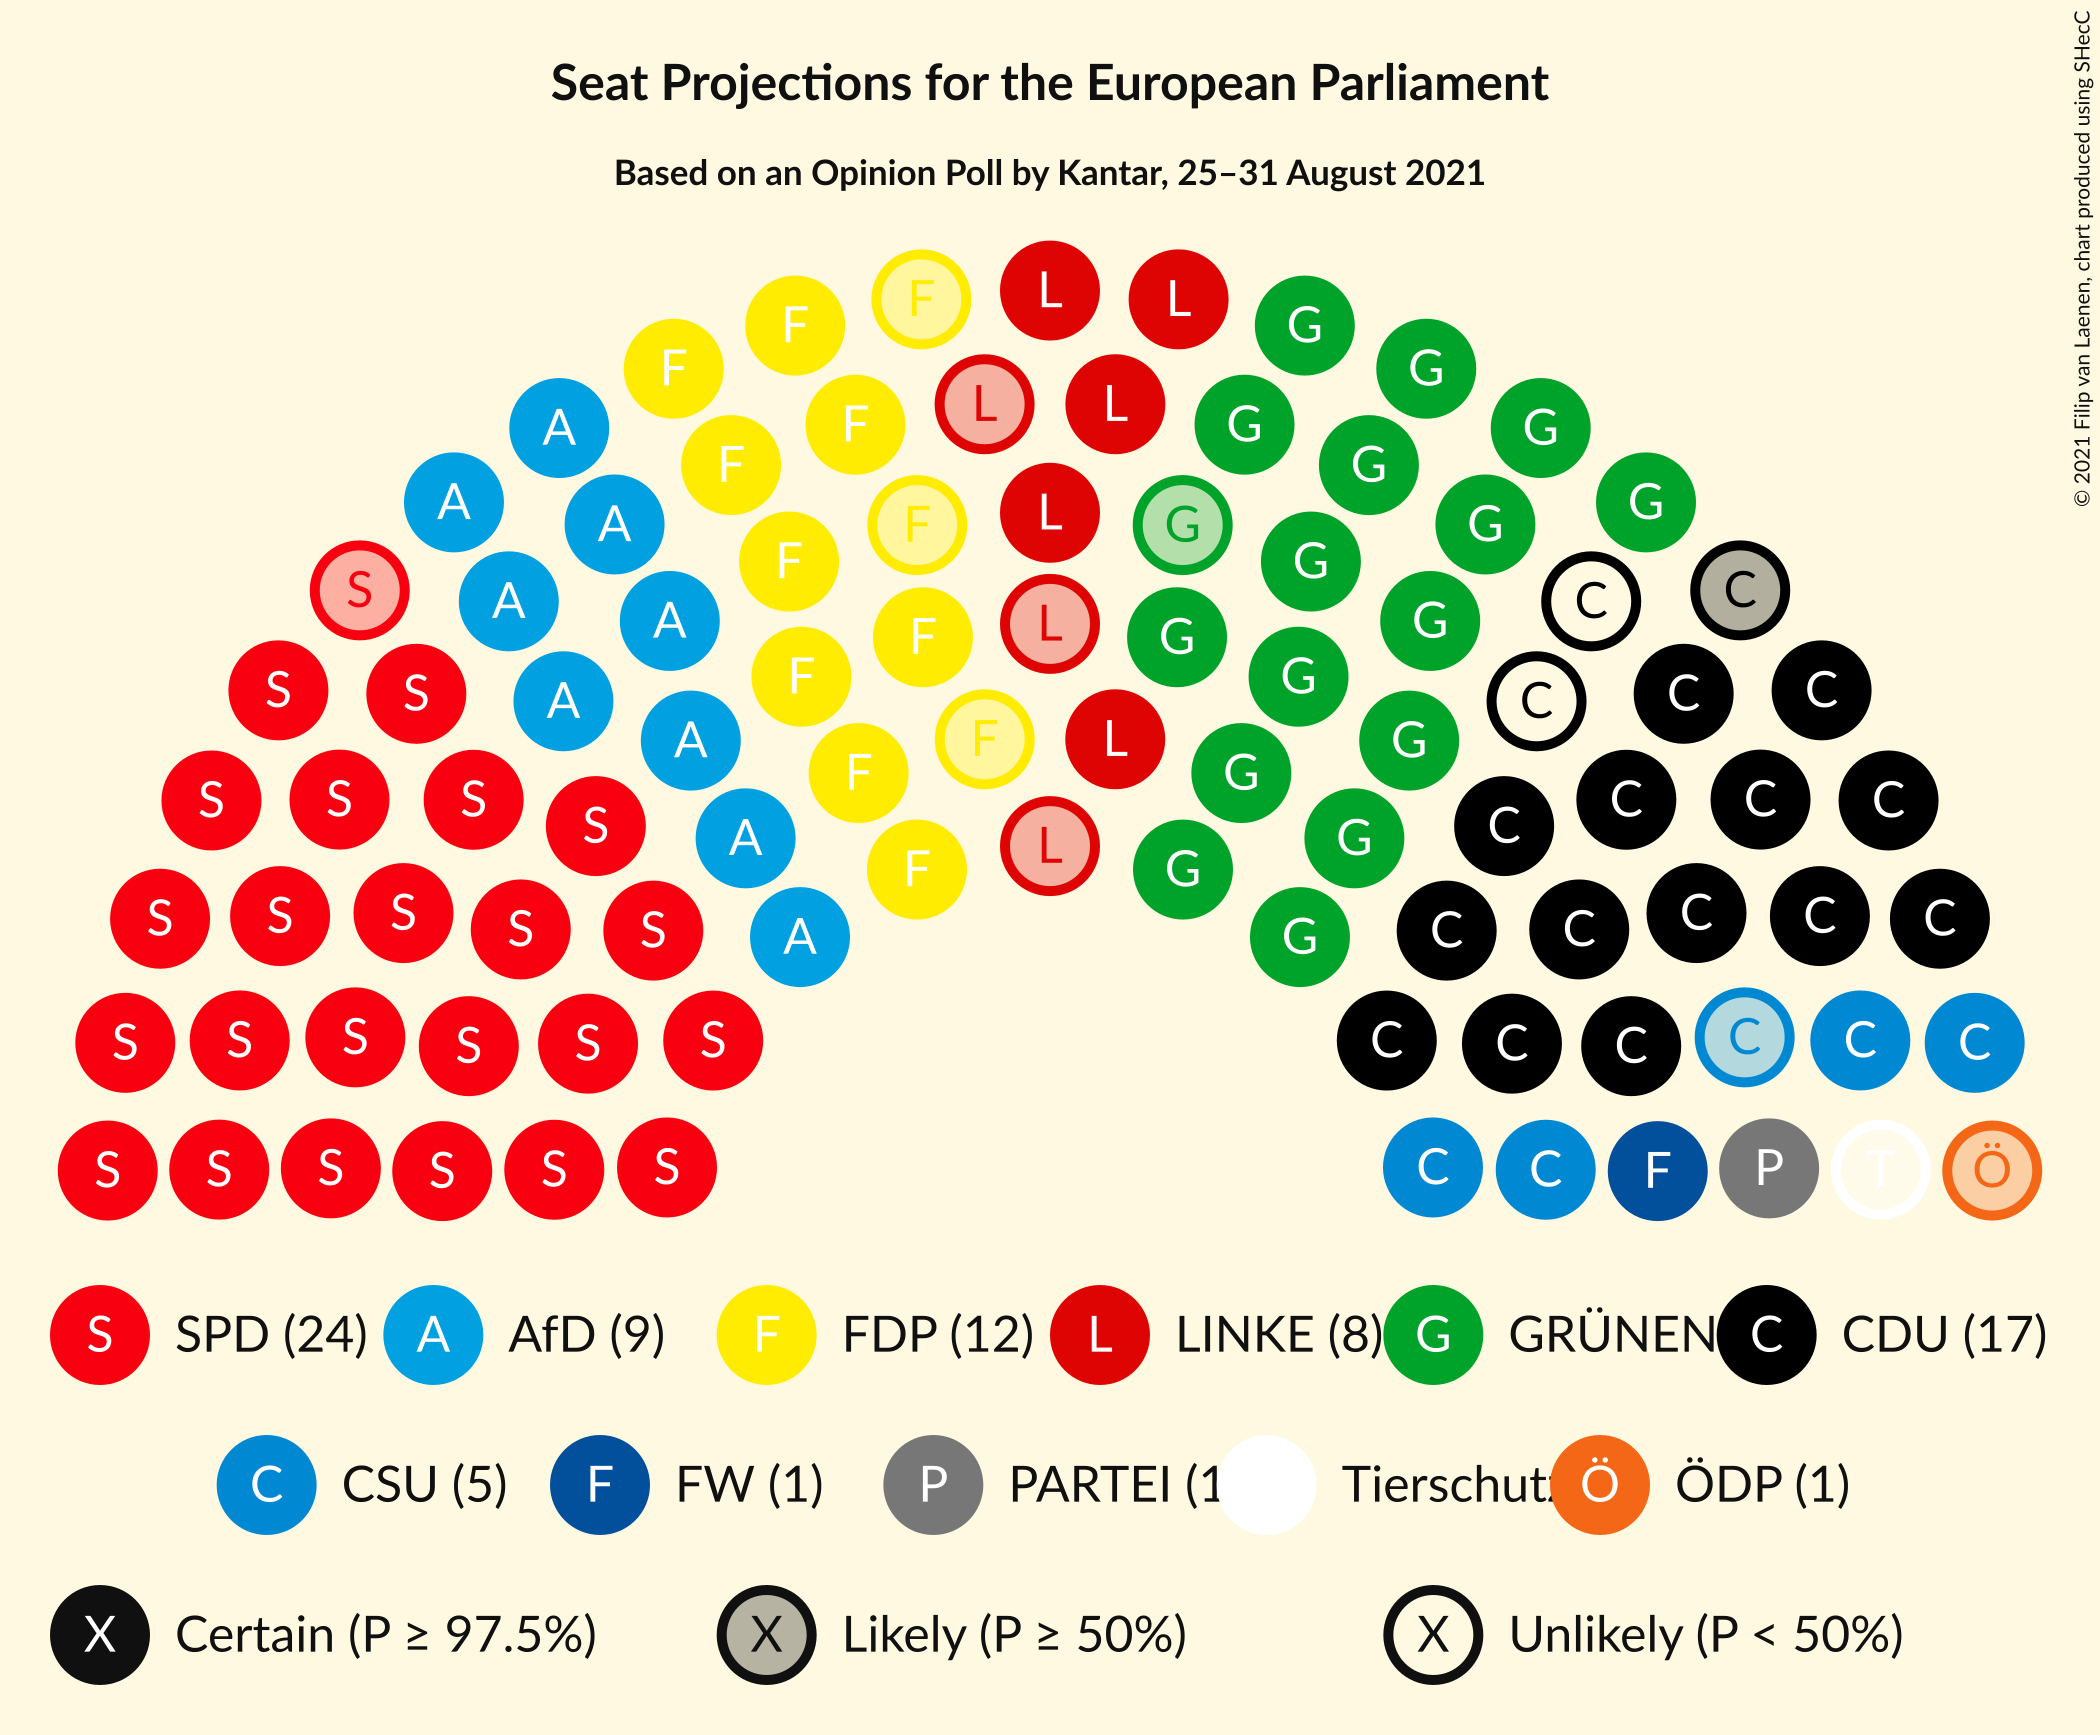 Seat Projections for the European Parliament
Based on an Opinion Poll by Kantar, 25–31 August 2021
© 2021 Filip van Laenen, chart produced using SHecC
F L L G
F F G
A F L L G G G
A A F F F L G G G G
S A A F L G G C C
S S A A F F G G C C C
S S S S A A F F L G G G C C C C
S S S S S A F L G G C C C C C
S S S S S S C C C C C C
S S S S S S C C F P T Ö
S SPD (24) A AfD (9) F FDP (12) L LINKE (8) G GRÜNEN C CDU (17)
C CSU (5) F FW (1) P PARTEI (1 Tierschutz Ö ÖDP (1)
X Certain (P ≥ 97.5%) X Likely (P ≥ 50%) X Unlikely (P < 50%)